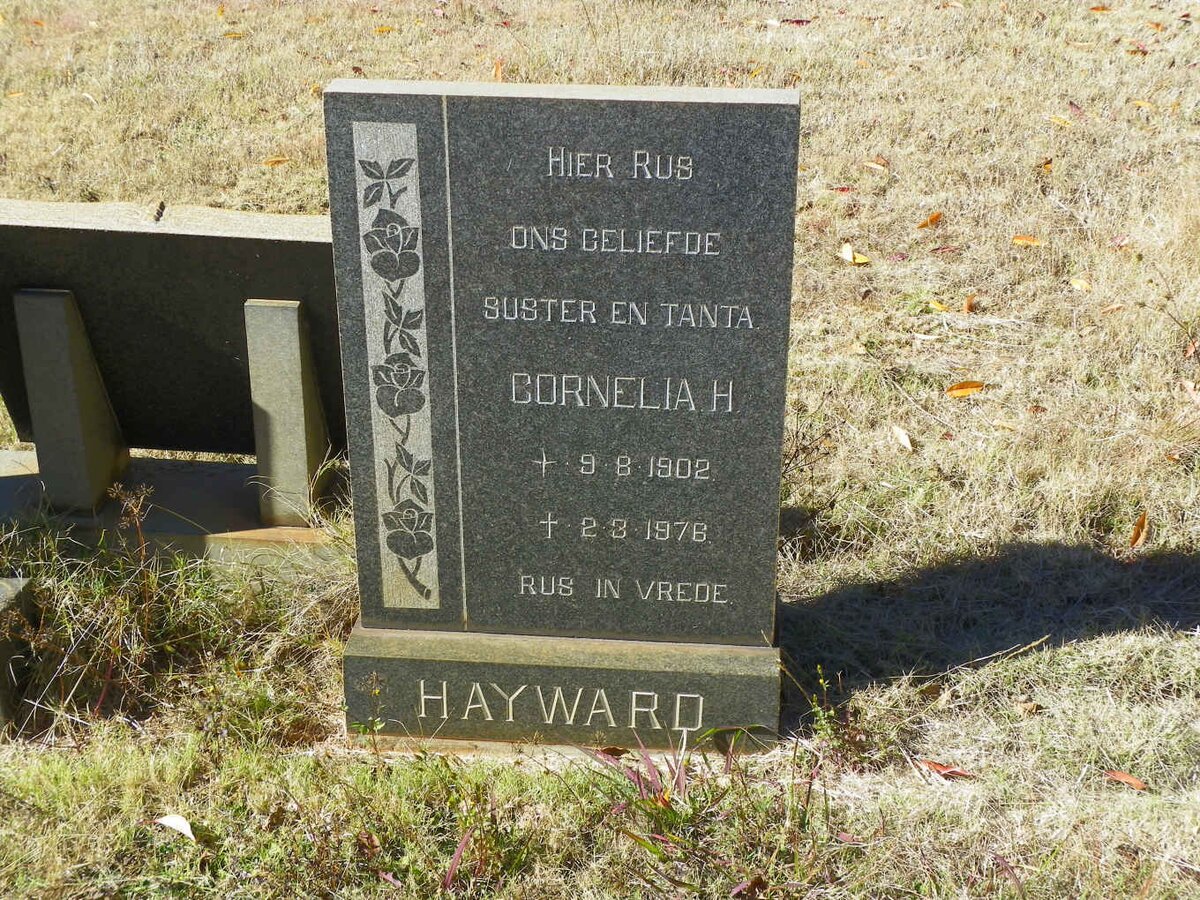 HIER RUS
ONS GELIEFDE
SUSTER EN TANTA.
CORNELIA.H
⚹ · 9 · 8 · 1902.
† · 2 · 3 · 1976.
RUS IN VREDE.
HAYWARD